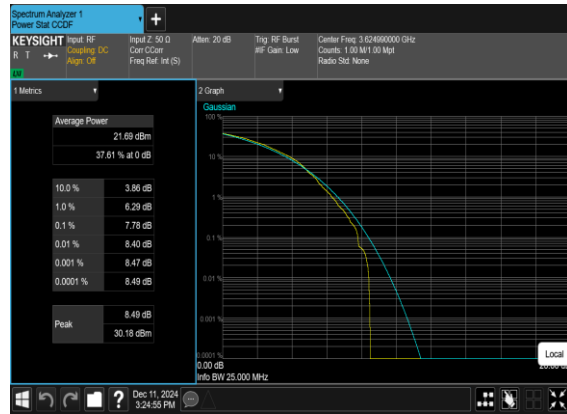 Spectrum Analyzer 1
Power Stat CCDF
KEYSIGHT
R T
LV
Input: RF
Coupling: DC
Align: Off
Input Z: 50 Ω
Corr CCorr
Freq Ref: Int (S)
Atten: 20 dB
Trig: RF Burst
#IF Gain: Low
Center Freq: 3.624990000 GHz
Counts: 1.00 M/1.00 Mpt
Radio Std: None
1 Metrics
Average Power
21.69 dBm
37.61 % at 0 dB
10.0 % 3.86 dB
1.0 % 6.29 dB
0.1 % 7.78 dB
0.01 % 8.40 dB
0.001 % 8.47 dB
0.0001 % 8.49 dB
Peak
8.49 dB
30.18 dBm
2 Graph
Gaussian
100 %
10 %
1 %
0.1 %
0.01 %
0.001 %
0.0001 %
0.00 dB
Info BW 25.000 MHz
Local
?
Dec 11, 2024
3:24:55 PM